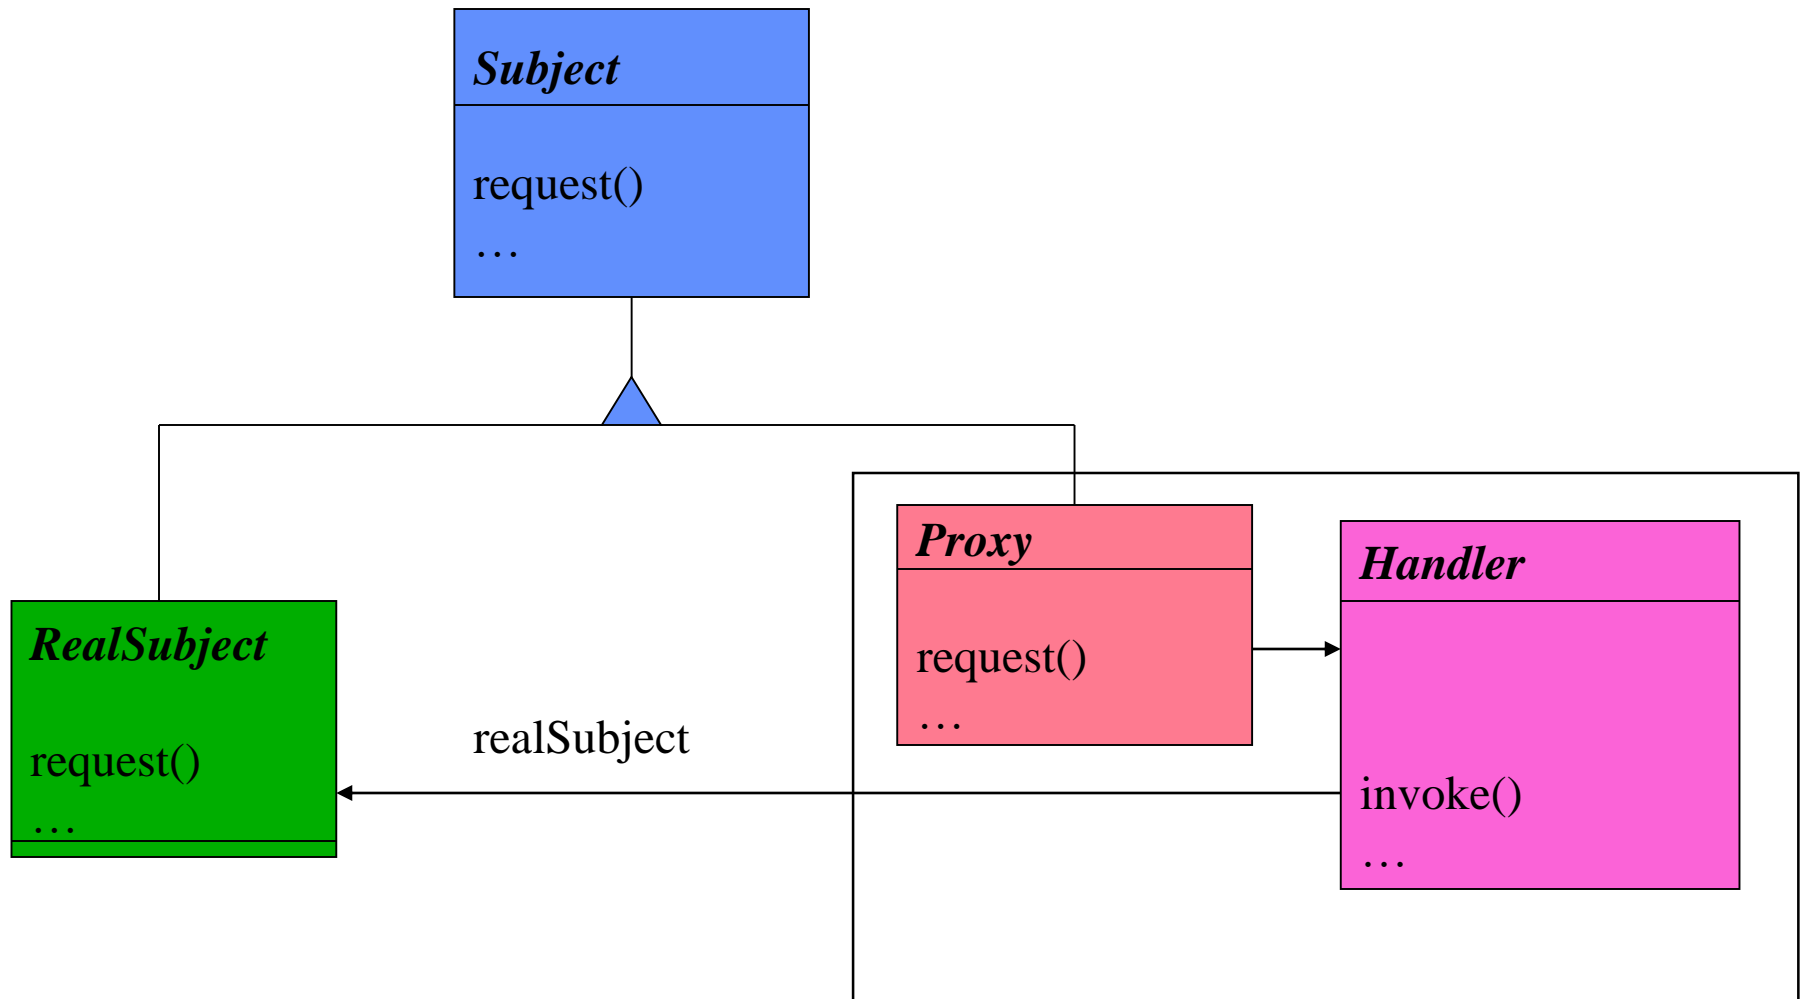 Subject
request()
…
Proxy
request()
…
Handler
invoke()
…
RealSubject
request()
…
realSubject